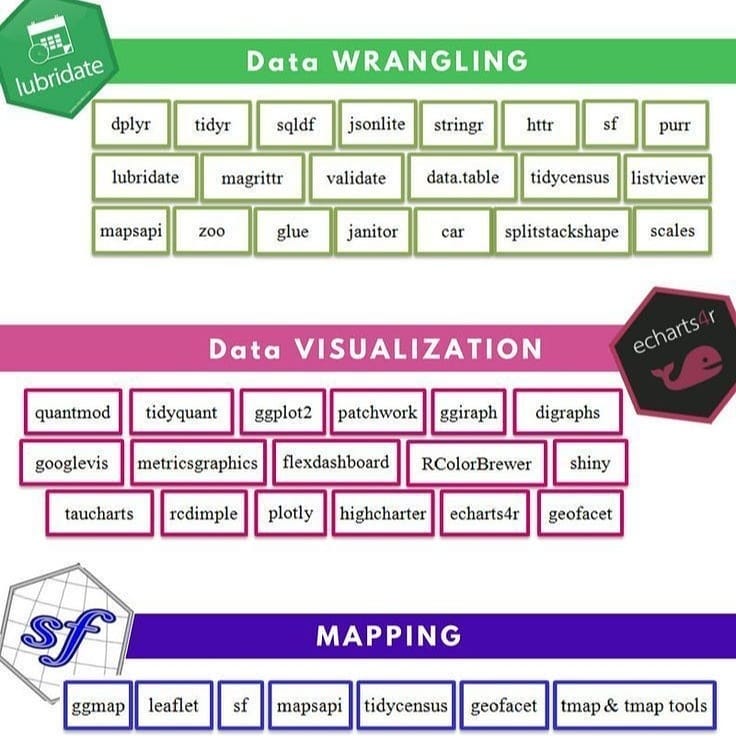 lubridate
Data WRANGLING
dplyr tidyr sqldf jsonlite stringr httr sf purr
lubridate magrittr validate data.table tidycensus listviewer
mapsapi zoo glue janitor car splitstackshape scales
echarts4r
Data VISUALIZATION
quantmod tidyquant ggplot2 patchwork ggiraph digraphs
googlevis metricsgraphics flexdashboard RColorBrewer shiny
taucharts rcdimple plotly highcharter echarts4r geofacet
sf
MAPPING
ggmap leaflet sf mapsapi tidycensus geofacet tmap & tmap tools